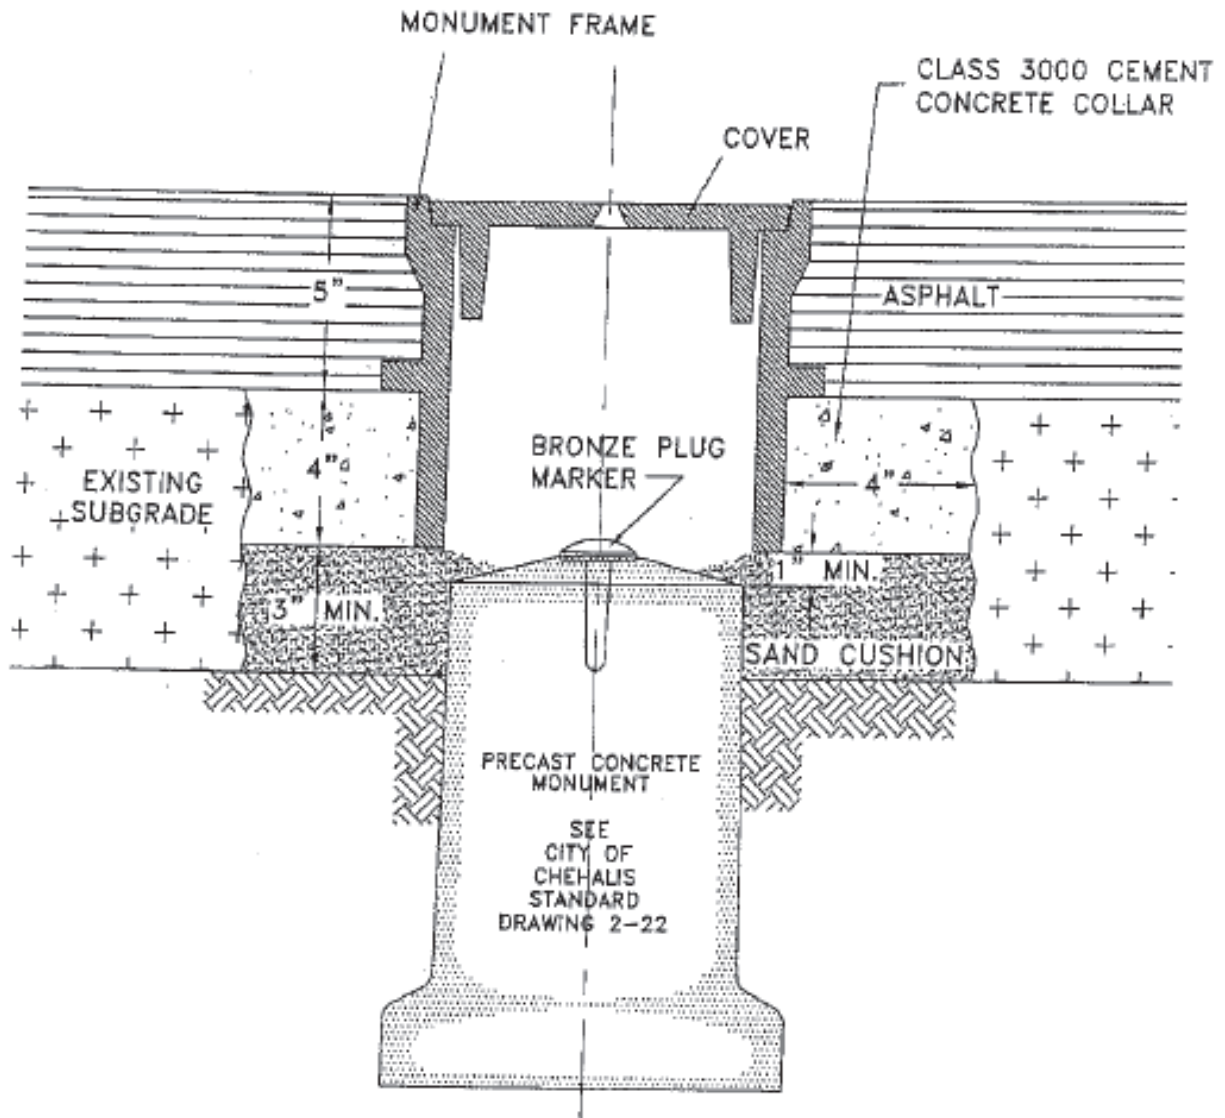 MONUMENT FRAME
CLASS 3000 CEMENT
CONCRETE COLLAR
COVER
5"
ASPHALT
BRONZE PLUG
MARKER
4"
4"
EXISTING
SUBGRADE
1" MIN.
3" MIN.
SAND CUSHION
PRECAST CONCRETE
MONUMENT
SEE
CITY OF
CHEHALIS
STANDARD
DRAWING 2-22